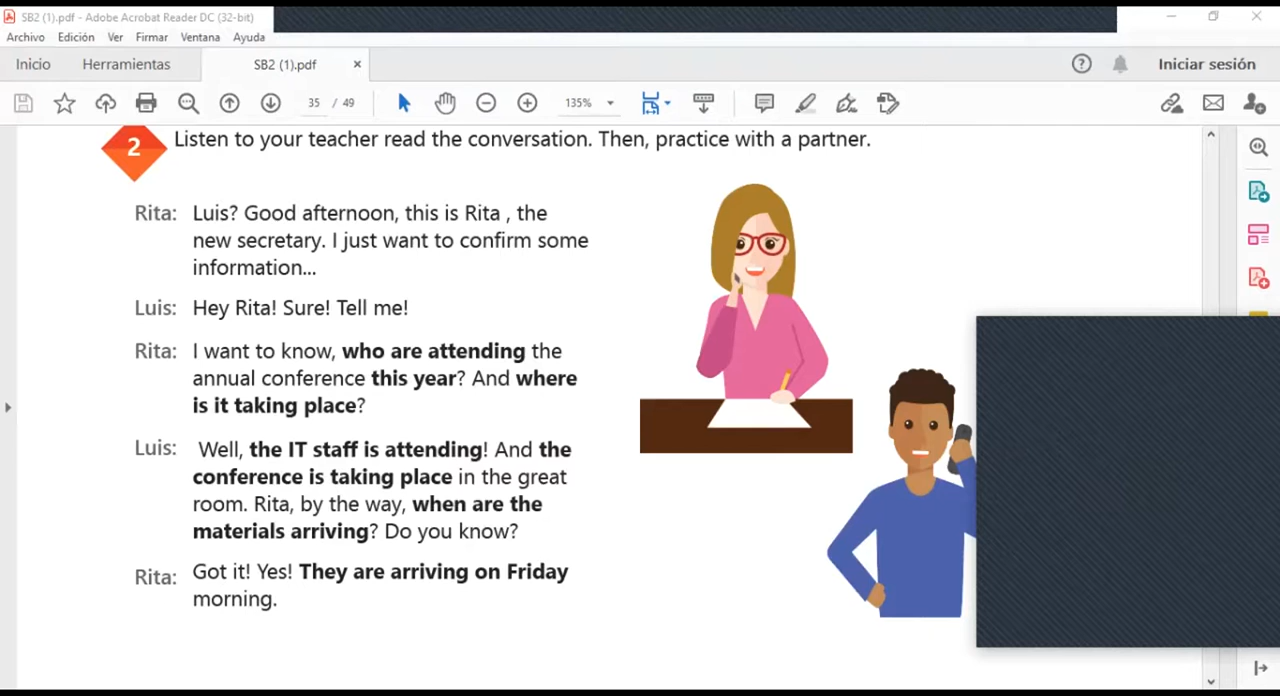 SB2 (1).pdf - Adobe Acrobat Reader DC (32-bit)
Archivo Edición Ver Firmar Ventana Ayuda
Inicio Herramientas SB2 (1).pdf × Iniciar sesión
35 / 49 135%
2 Listen to your teacher read the conversation. Then, practice with a partner.
Rita: Luis? Good afternoon, this is Rita , the
new secretary. I just want to confirm some
information...
Luis: Hey Rita! Sure! Tell me!
Rita: I want to know, who are attending the
annual conference this year? And where
is it taking place?
Luis: Well, the IT staff is attending! And the
conference is taking place in the great
room. Rita, by the way, when are the
materials arriving? Do you know?
Rita: Got it! Yes! They are arriving on Friday
morning.